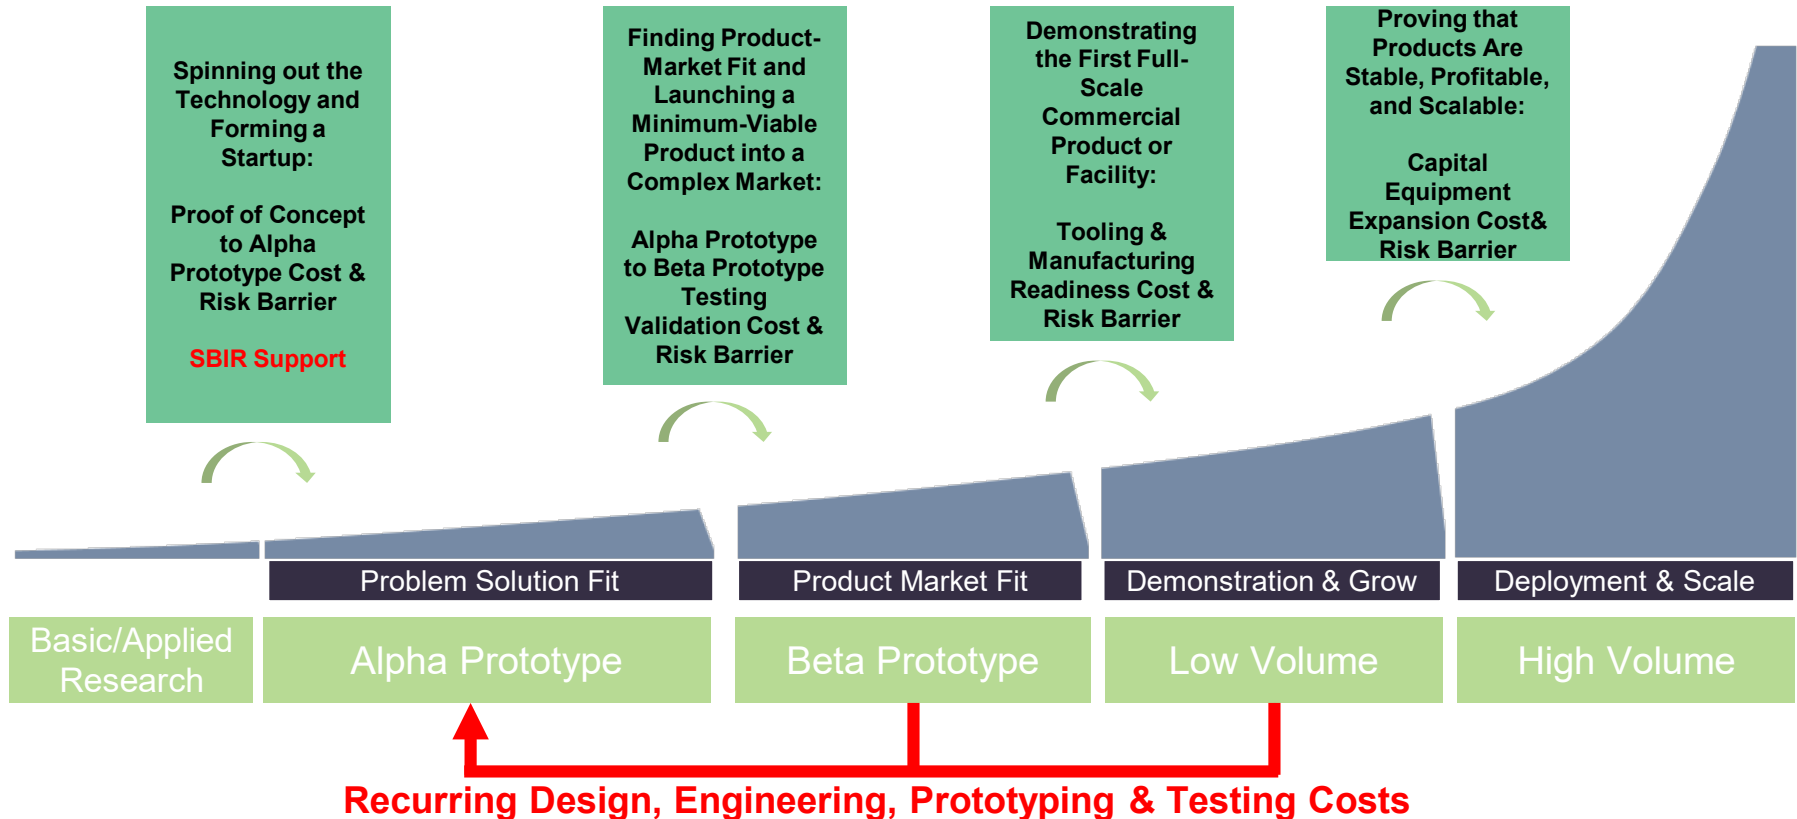 Spinning out the
Technology and
Forming a
Startup:
Proof of Concept
to Alpha
Prototype Cost &
Risk Barrier
SBIR Support
Finding Product-
Market Fit and
Launching a
Minimum-Viable
Product into a
Complex Market:
Alpha Prototype
to Beta Prototype
Testing
Validation Cost &
Risk Barrier
Demonstrating
the First Full-
Scale
Commercial
Product or
Facility:
Tooling &
Manufacturing
Readiness Cost &
Risk Barrier
Proving that
Products Are
Stable, Profitable,
and Scalable:
Capital
Equipment
Expansion Cost&
Risk Barrier
Problem Solution Fit
Product Market Fit
Demonstration & Grow
Deployment & Scale
Basic/Applied
Research
Alpha Prototype
Beta Prototype
Low Volume
High Volume
Recurring Design, Engineering, Prototyping & Testing Costs